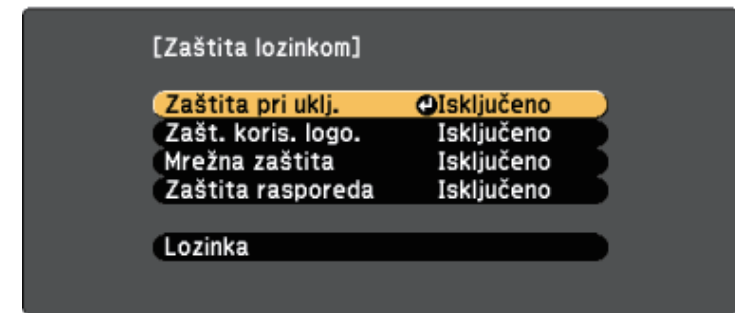 [Zaštita lozinkom]
Zaštita pri uklj. Isključeno
Zašt. koris. logo. Isključeno
Mrežna zaštita Isključeno
Zaštita rasporeda Isključeno
Lozinka